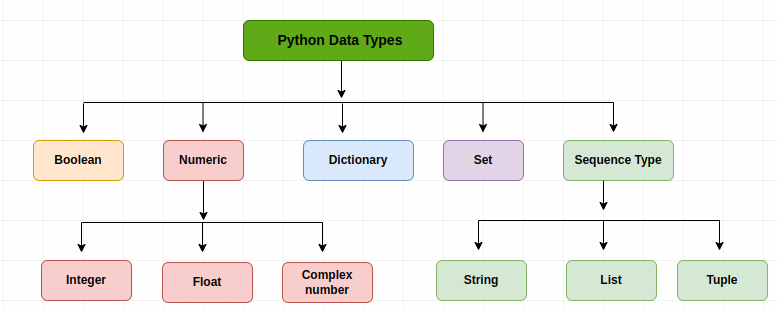 Python Data Types
Boolean
Numeric
Dictionary
Set
Sequence Type
Integer
Float
Complex
number
String
List
Tuple